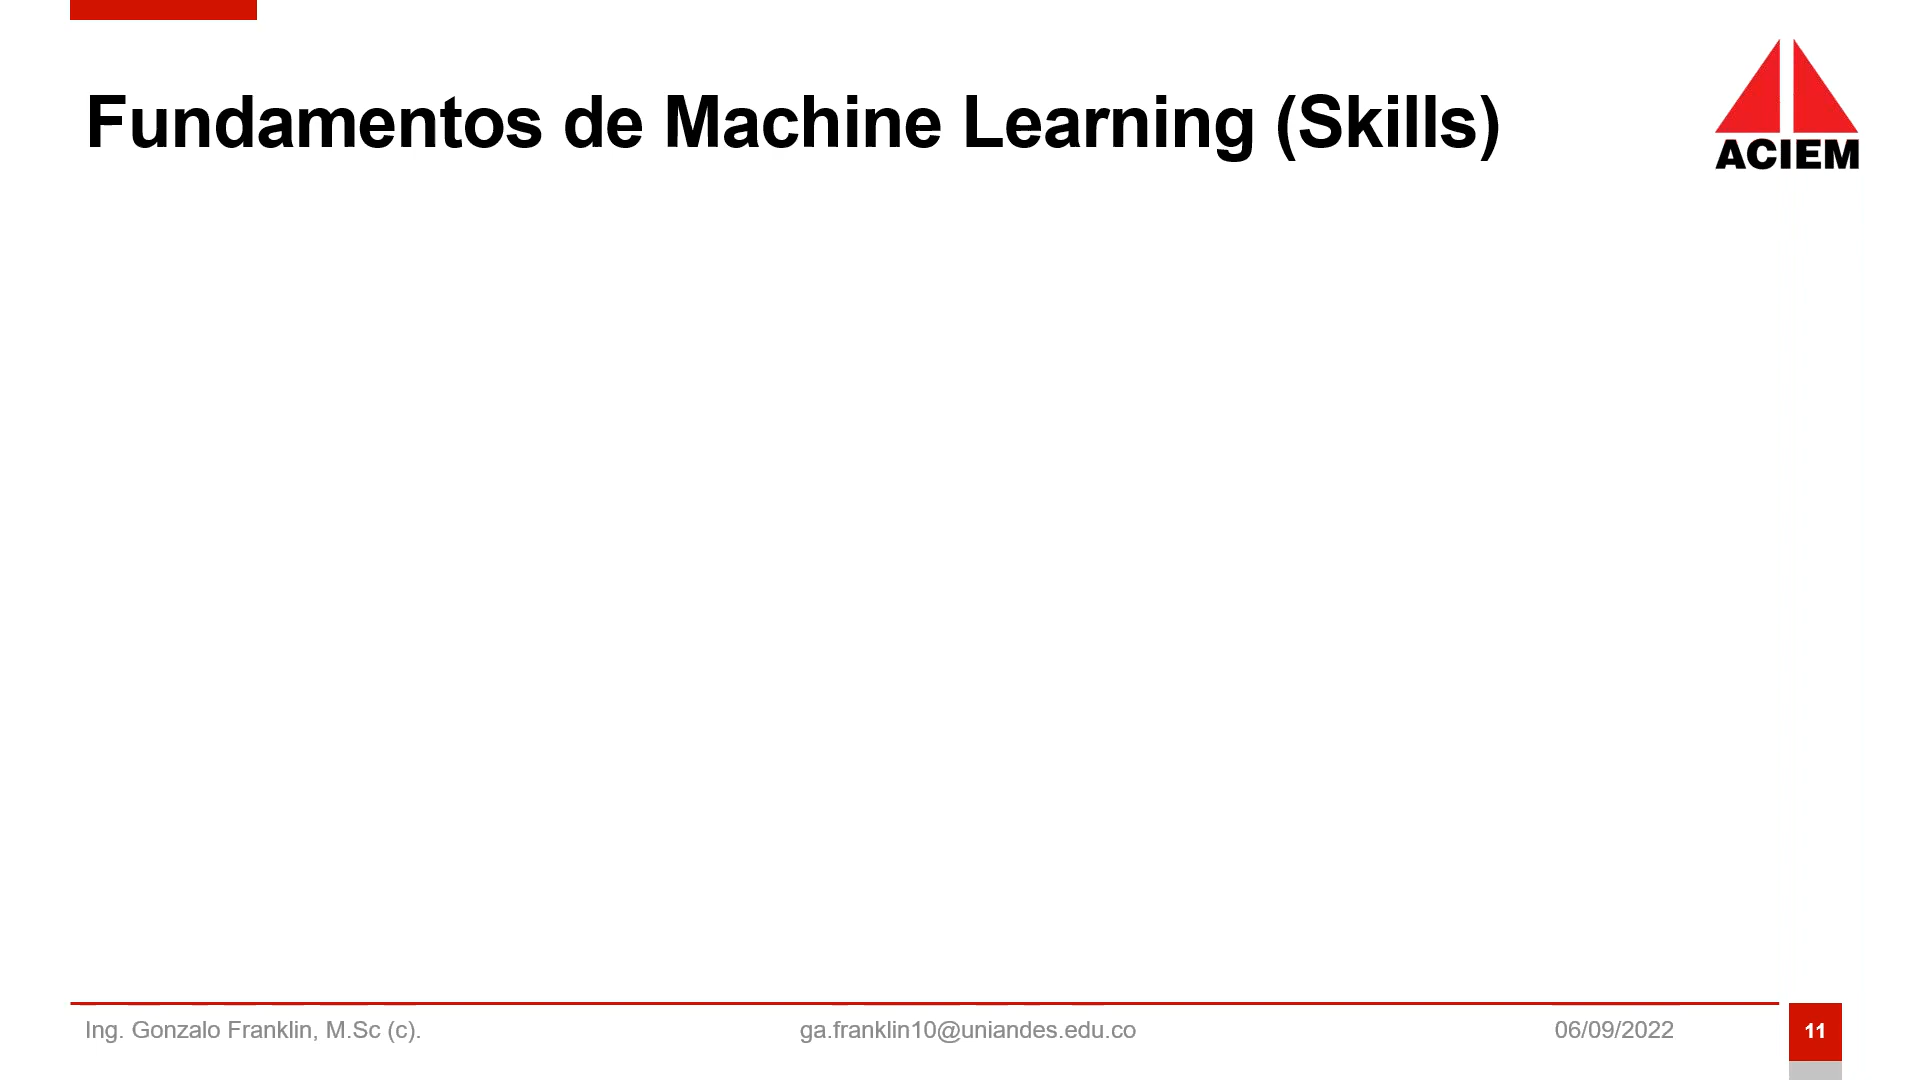 Fundamentos de Machine Learning (Skills)
ACIEM
Ing. Gonzalo Franklin, M.Sc (c).
ga.franklin10@uniandes.edu.co
06/09/2022
11